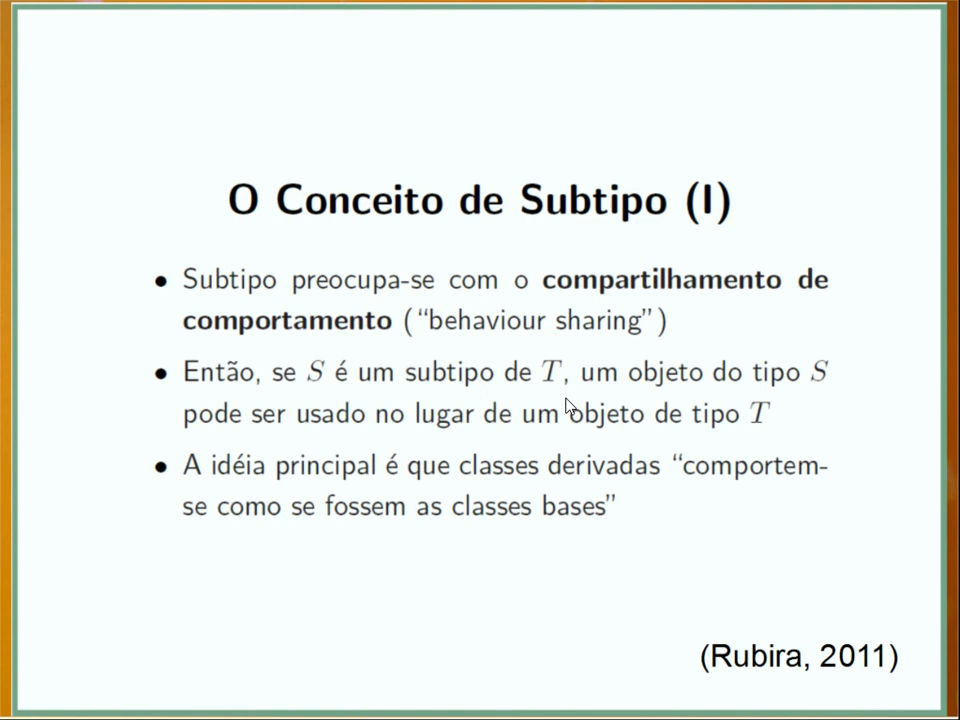 O Conceito de Subtipo (I)
• Subtipo preocupa-se com o compartilhamento de
comportamento (“behaviour sharing”)
• Então, se S é um subtipo de T, um objeto do tipo S
pode ser usado no lugar de um objeto de tipo T
• A idéia principal é que classes derivadas “comportem-
se como se fossem as classes bases”
(Rubira, 2011)